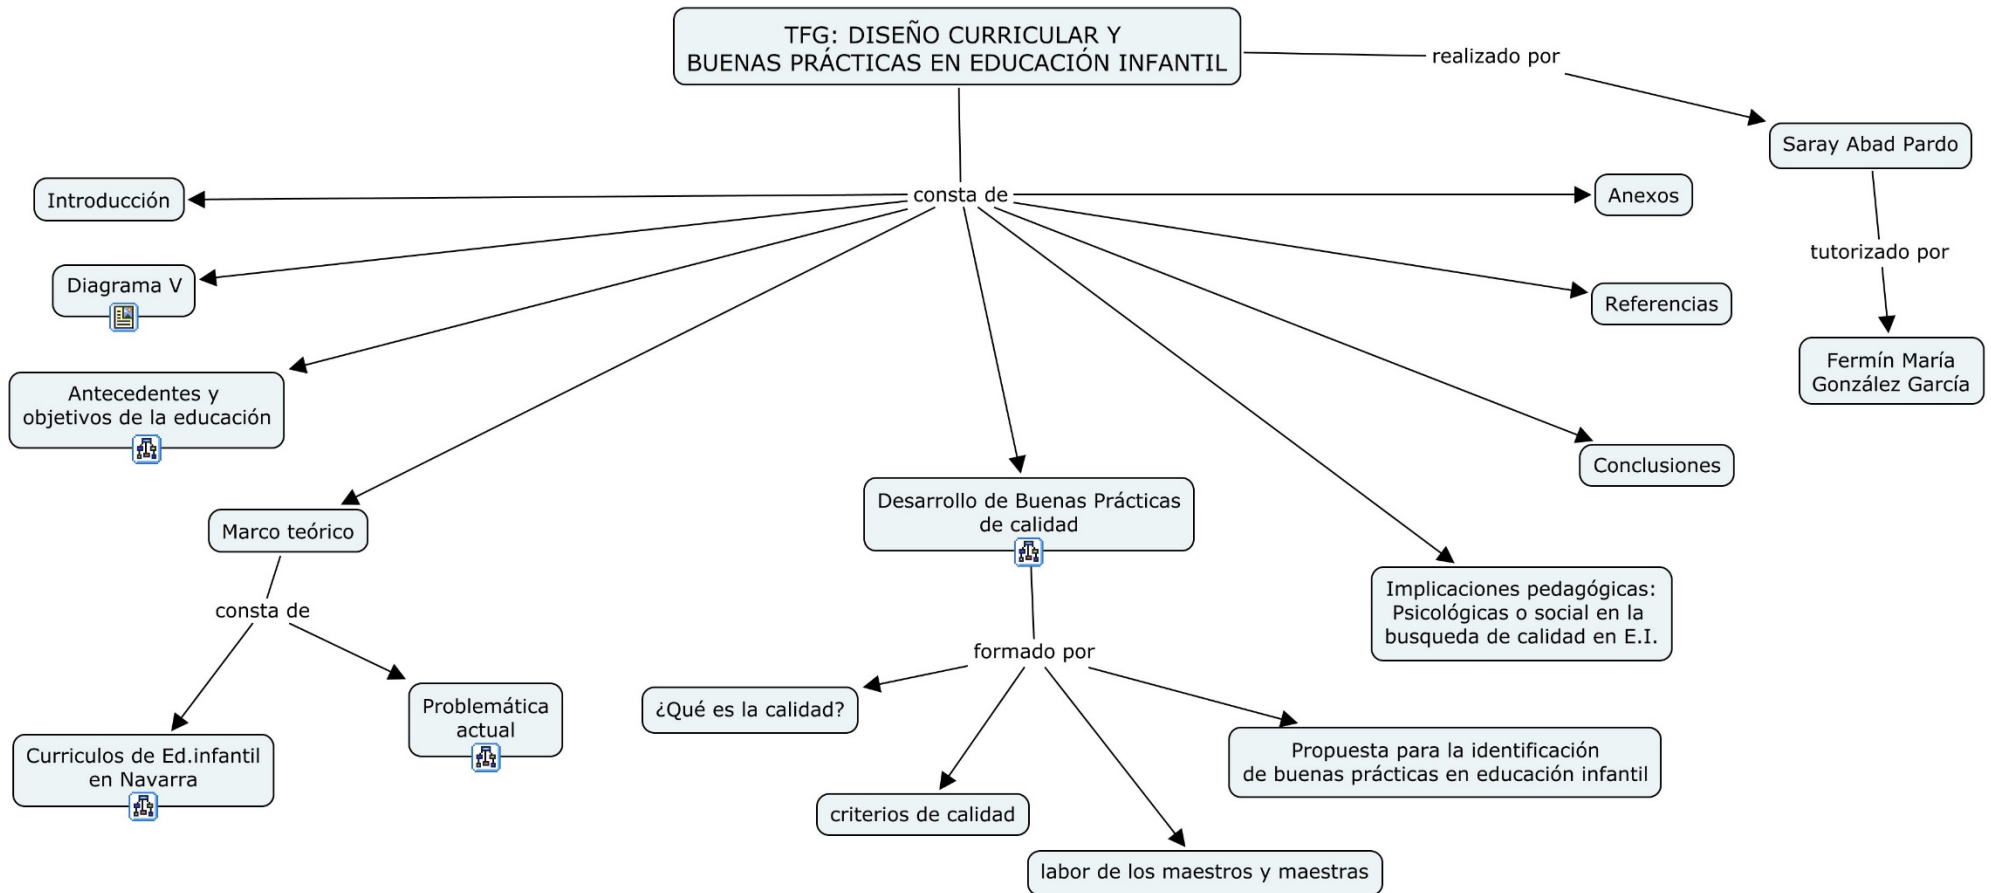 TFG: DISEÑO CURRICULAR Y
BUENAS PRÁCTICAS EN EDUCACIÓN INFANTIL
realizado por
Saray Abad Pardo
tutorizado por
Fermín María
González García
consta de
Introducción
Diagrama V
Antecedentes y
objetivos de la educación
Marco teórico
consta de
Curriculos de Ed.infantil
en Navarra
Problemática
actual
Desarrollo de Buenas Prácticas
de calidad
formado por
¿Qué es la calidad?
criterios de calidad
labor de los maestros y maestras
Propuesta para la identificación
de buenas prácticas en educación infantil
Implicaciones pedagógicas:
Psicológicas o social en la
busqueda de calidad en E.I.
Conclusiones
Referencias
Anexos